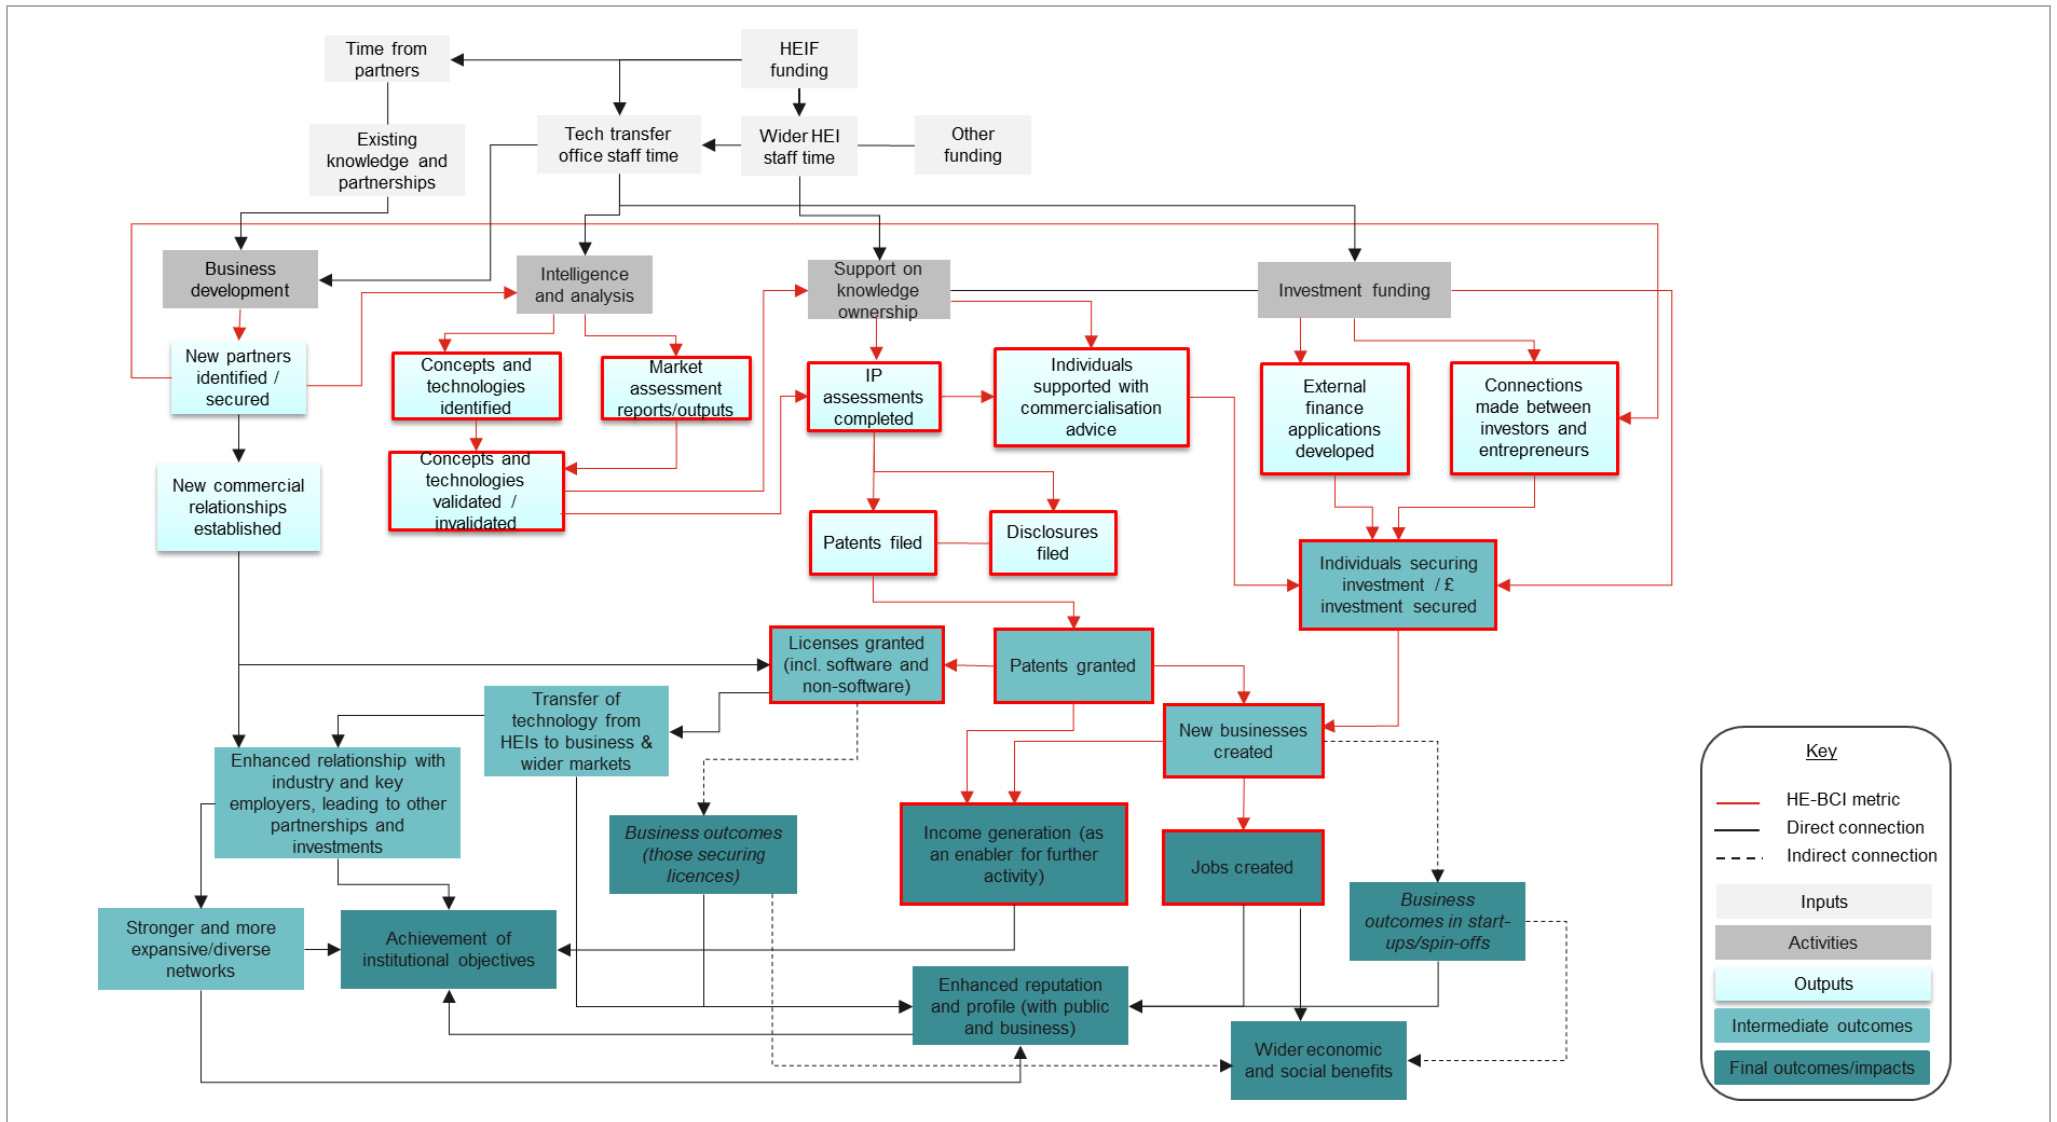 Time from
partners
HEIF
funding
Existing
knowledge and
partnerships
Tech transfer
office staff time
Wider HEI
staff time
Other
funding
Business
development
Intelligence
and analysis
Support on
knowledge
ownership
Investment funding
New partners
identified /
secured
Concepts and
technologies
identified
Market
assessment
reports/outputs
IP
assessments
completed
Individuals
supported with
commercialisation
advice
External
finance
applications
developed
Connections
made between
investors and
entrepreneurs
New commercial
relationships
established
Concepts and
technologies
validated /
invalidated
Patents filed
Disclosures
filed
Individuals securing
investment / £
investment secured
Licenses granted
(incl. software and
non-software)
Patents granted
Transfer of
technology from
HEIs to business &
wider markets
New businesses
created
Enhanced relationship with
industry and key
employers, leading to other
partnerships and
investments
Business outcomes
(those securing
licences)
Income generation (as
an enabler for further
activity)
Jobs created
Business
outcomes in start-
ups/spin-offs
Stronger and more
expansive/diverse
networks
Achievement of
institutional objectives
Enhanced reputation
and profile (with public
and business)
Wider economic
and social benefits
Key
HE-BCI metric
Direct connection
Indirect connection
Inputs
Activities
Outputs
Intermediate outcomes
Final outcomes/impacts